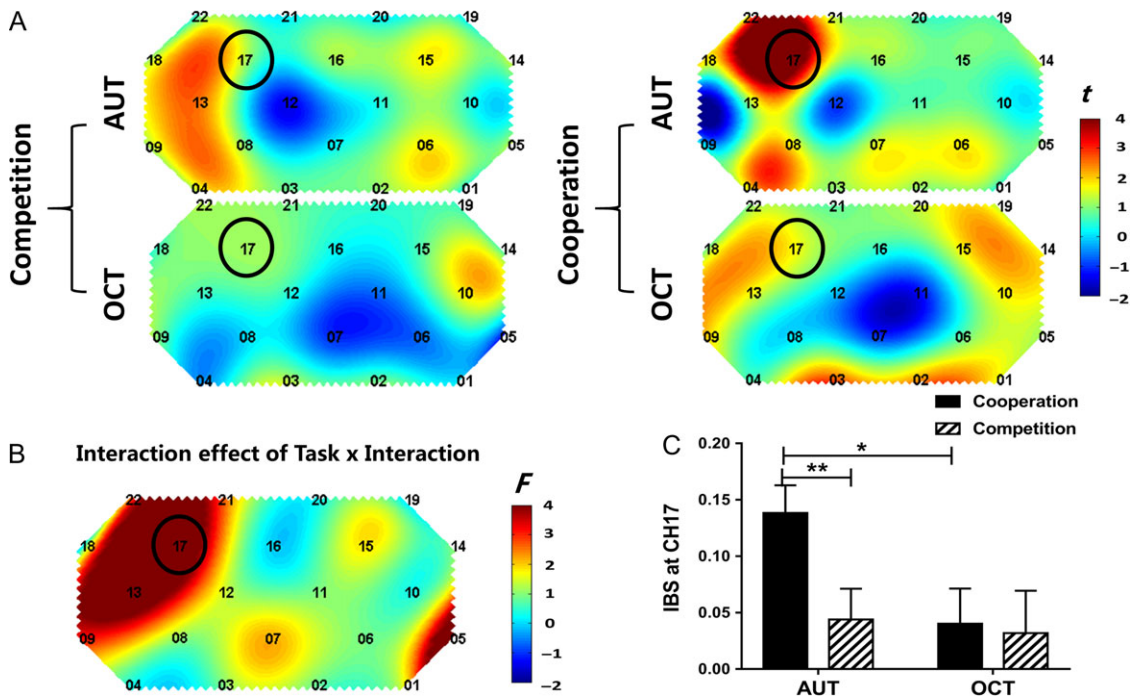 A
Competition
AUT
22 21 20 19
18 17 16 15 14
13 12 11 10
09 08 07 06 05
04 03 02 01
OCT
22 21 20 19
18 17 16 15 14
13 12 11 10
09 08 07 06 05
04 03 02 01
Cooperation
AUT
22 21 20 19
18 17 16 15 14
13 12 11 10
09 08 07 06 05
04 03 02 01
OCT
22 21 20 19
18 17 16 15 14
13 12 11 10
09 08 07 06 05
04 03 02 01
t
4
3
2
1
0
−1
−2
B
Interaction effect of Task x Interaction
22 21 20 19
18 17 16 15 14
13 12 11 10
09 08 07 06 05
04 03 02 01
F
4
3
2
1
0
−1
−2
C
Cooperation
Competition
IBS at CH17
0.20
0.15
0.10
0.05
0.00
*
**
AUT OCT